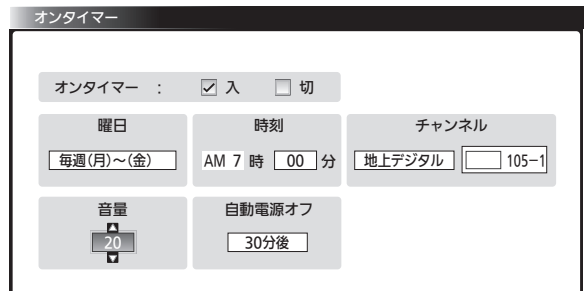 オンタイマー
オンタイマー : 入 切
曜日 時刻 チャンネル
毎週(月)〜(金) AM 7 時 00 分 地上デジタル 105-1
音量 自動電源オフ
20 30分後